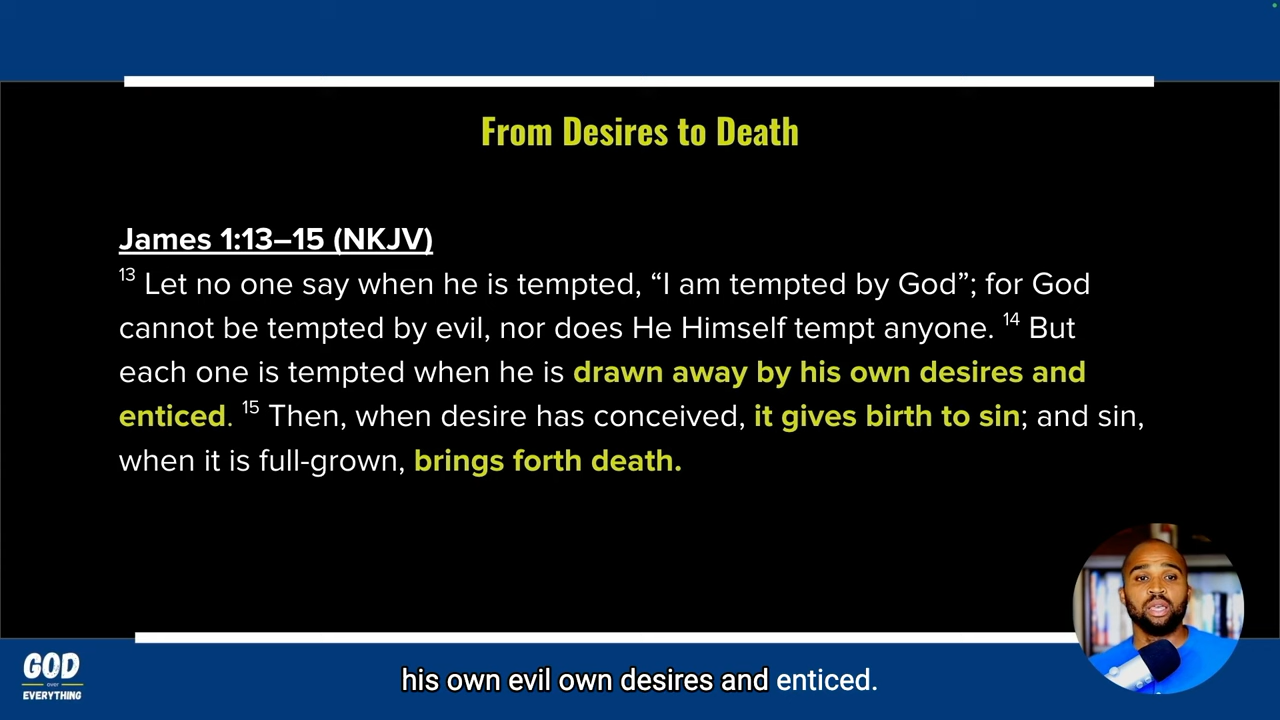 From Desires to Death
James 1:13–15 (NKJV)
13 Let no one say when he is tempted, “I am tempted by God”; for God
cannot be tempted by evil, nor does He Himself tempt anyone. 14 But
each one is tempted when he is drawn away by his own desires and
enticed. 15 Then, when desire has conceived, it gives birth to sin; and sin,
when it is full-grown, brings forth death.
GOD
over
EVERYTHING
his own evil own desires and enticed.